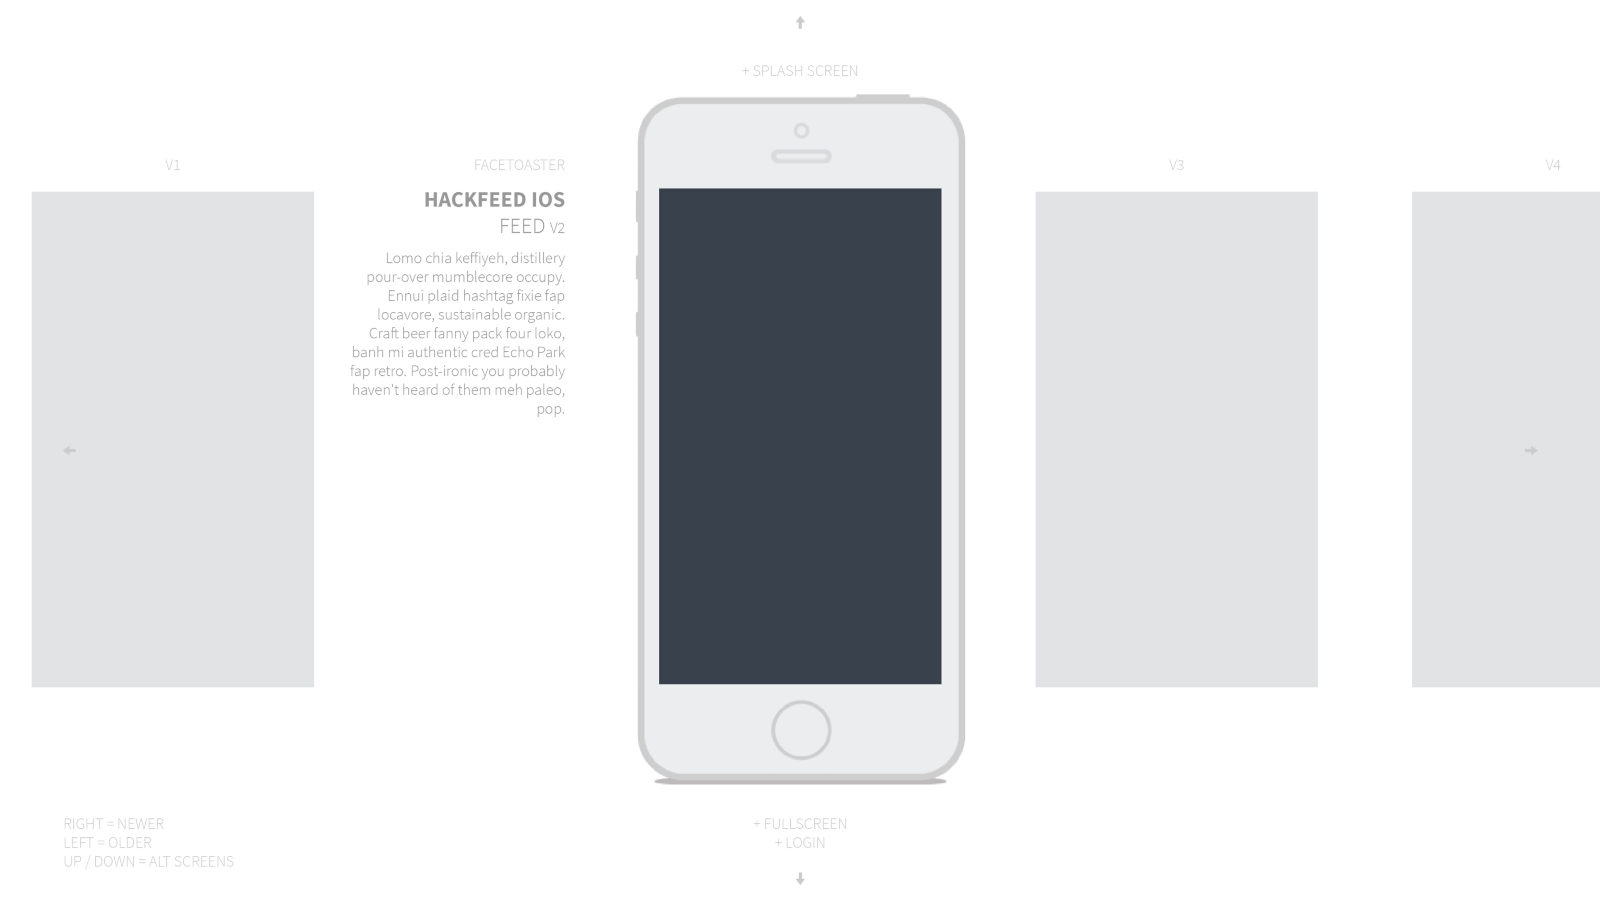 + SPLASH SCREEN
V1
FACETOASTER
V3
V4
HACKFEED IOS
FEED V2
Lomo chia keffiyeh, distillery
pour-over mumblecore occupy.
Ennui plaid hashtag fixie fap
locavore, sustainable organic.
Craft beer fanny pack four loko,
banh mi authentic cred Echo Park
fap retro. Post-ironic you probably
haven't heard of them meh paleo,
pop.
RIGHT = NEWER
LEFT = OLDER
UP / DOWN = ALT SCREENS
+ FULLSCREEN
+ LOGIN